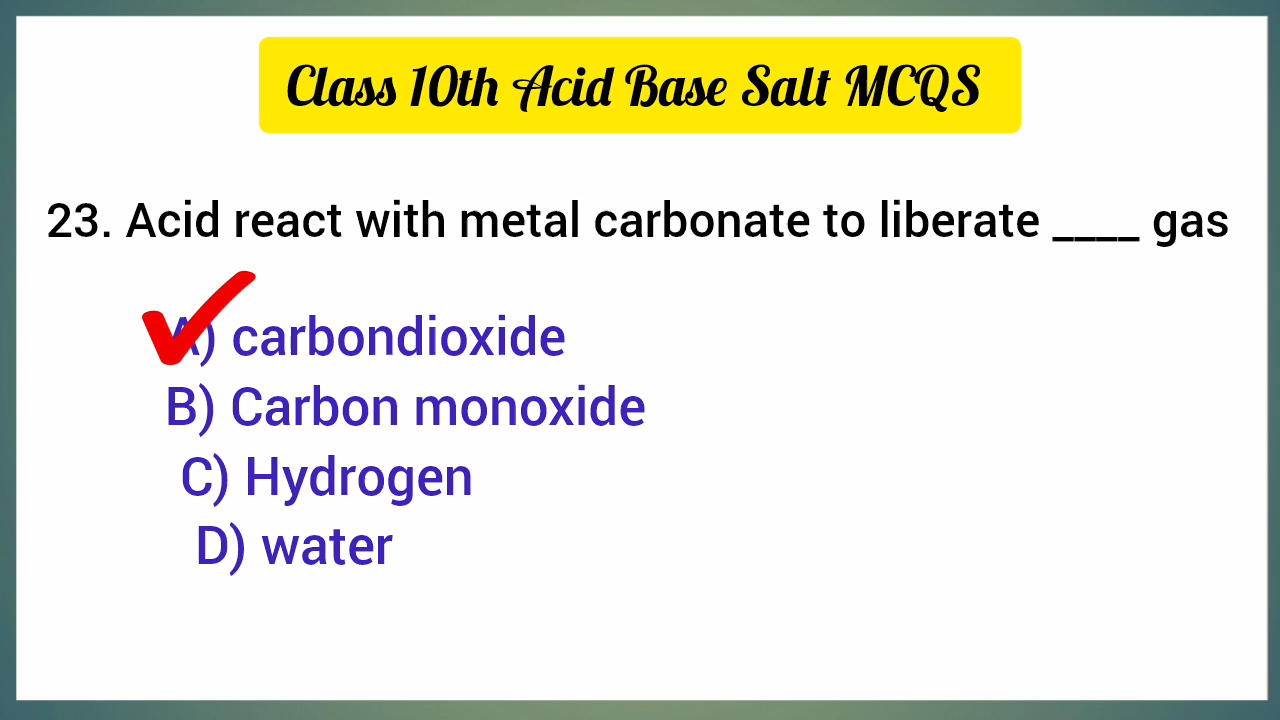 Class 10th Acid Base Salt MCQS
23. Acid react with metal carbonate to liberate ____ gas
A) carbondioxide
B) Carbon monoxide
C) Hydrogen
D) water